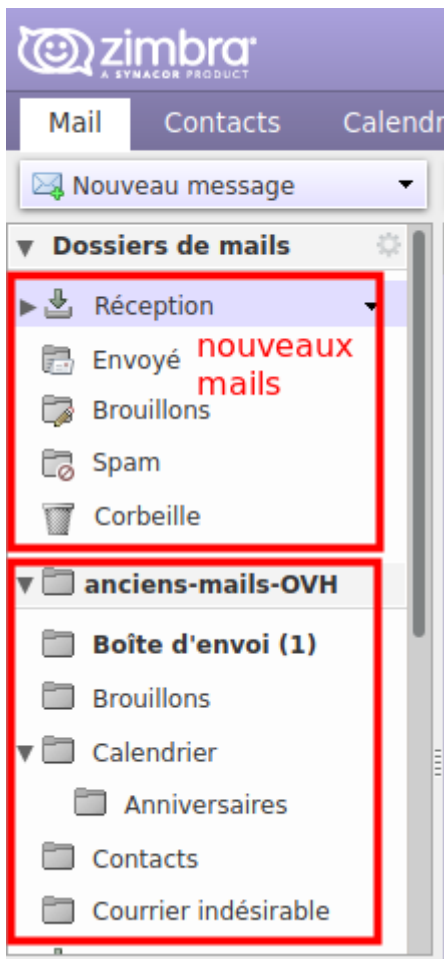 zimbra
A SYNACOR PRODUCT
Mail Contacts Calendr
Nouveau message
Dossiers de mails
Réception
Envoyé
nouveaux
mails
Brouillons
Spam
Corbeille
anciens-mails-OVH
Boîte d'envoi (1)
Brouillons
Calendrier
Anniversaires
Contacts
Courrier indésirable